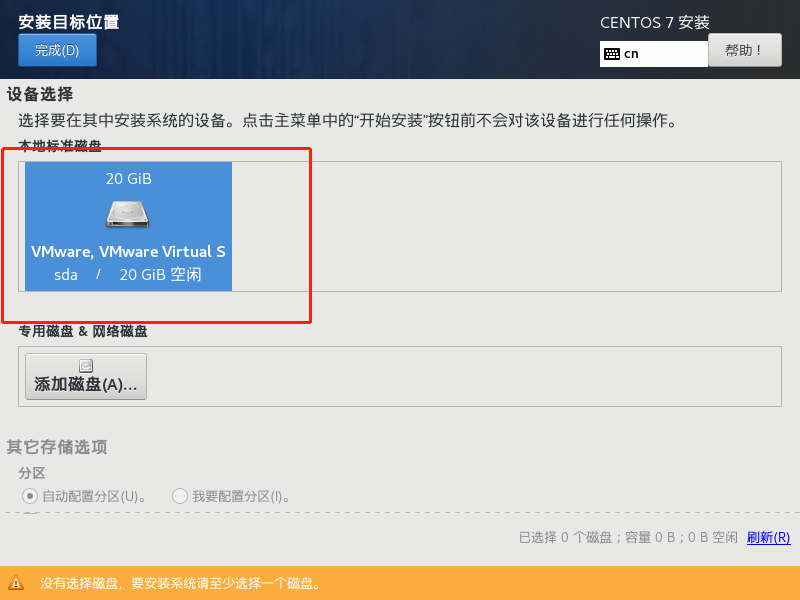 安装目标位置
CENTOS 7 安装
完成(D)
cn
帮助！
设备选择
选择要在其中安装系统的设备。点击主菜单中的“开始安装”按钮前不会对该设备进行任何操作。
本地标准磁盘
20 GiB
VMware, VMware Virtual S
sda / 20 GiB 空闲
专用磁盘 & 网络磁盘
添加磁盘(A)...
其它存储选项
分区
自动配置分区(U)。 我要配置分区(I)。
已选择 0 个磁盘；容量 0 B；0 B 空闲 刷新(R)
没有选择磁盘，要安装系统请至少选择一个磁盘。